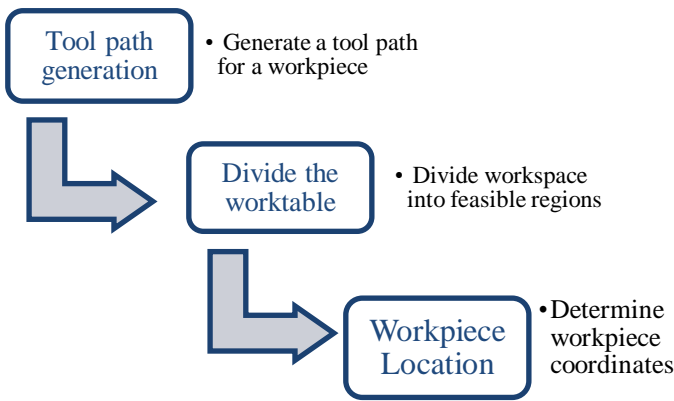 Tool path
generation
• Generate a tool path
for a workpiece
Divide the
worktable
• Divide workspace
into feasible regions
Workpiece
Location
•Determine
workpiece
coordinates